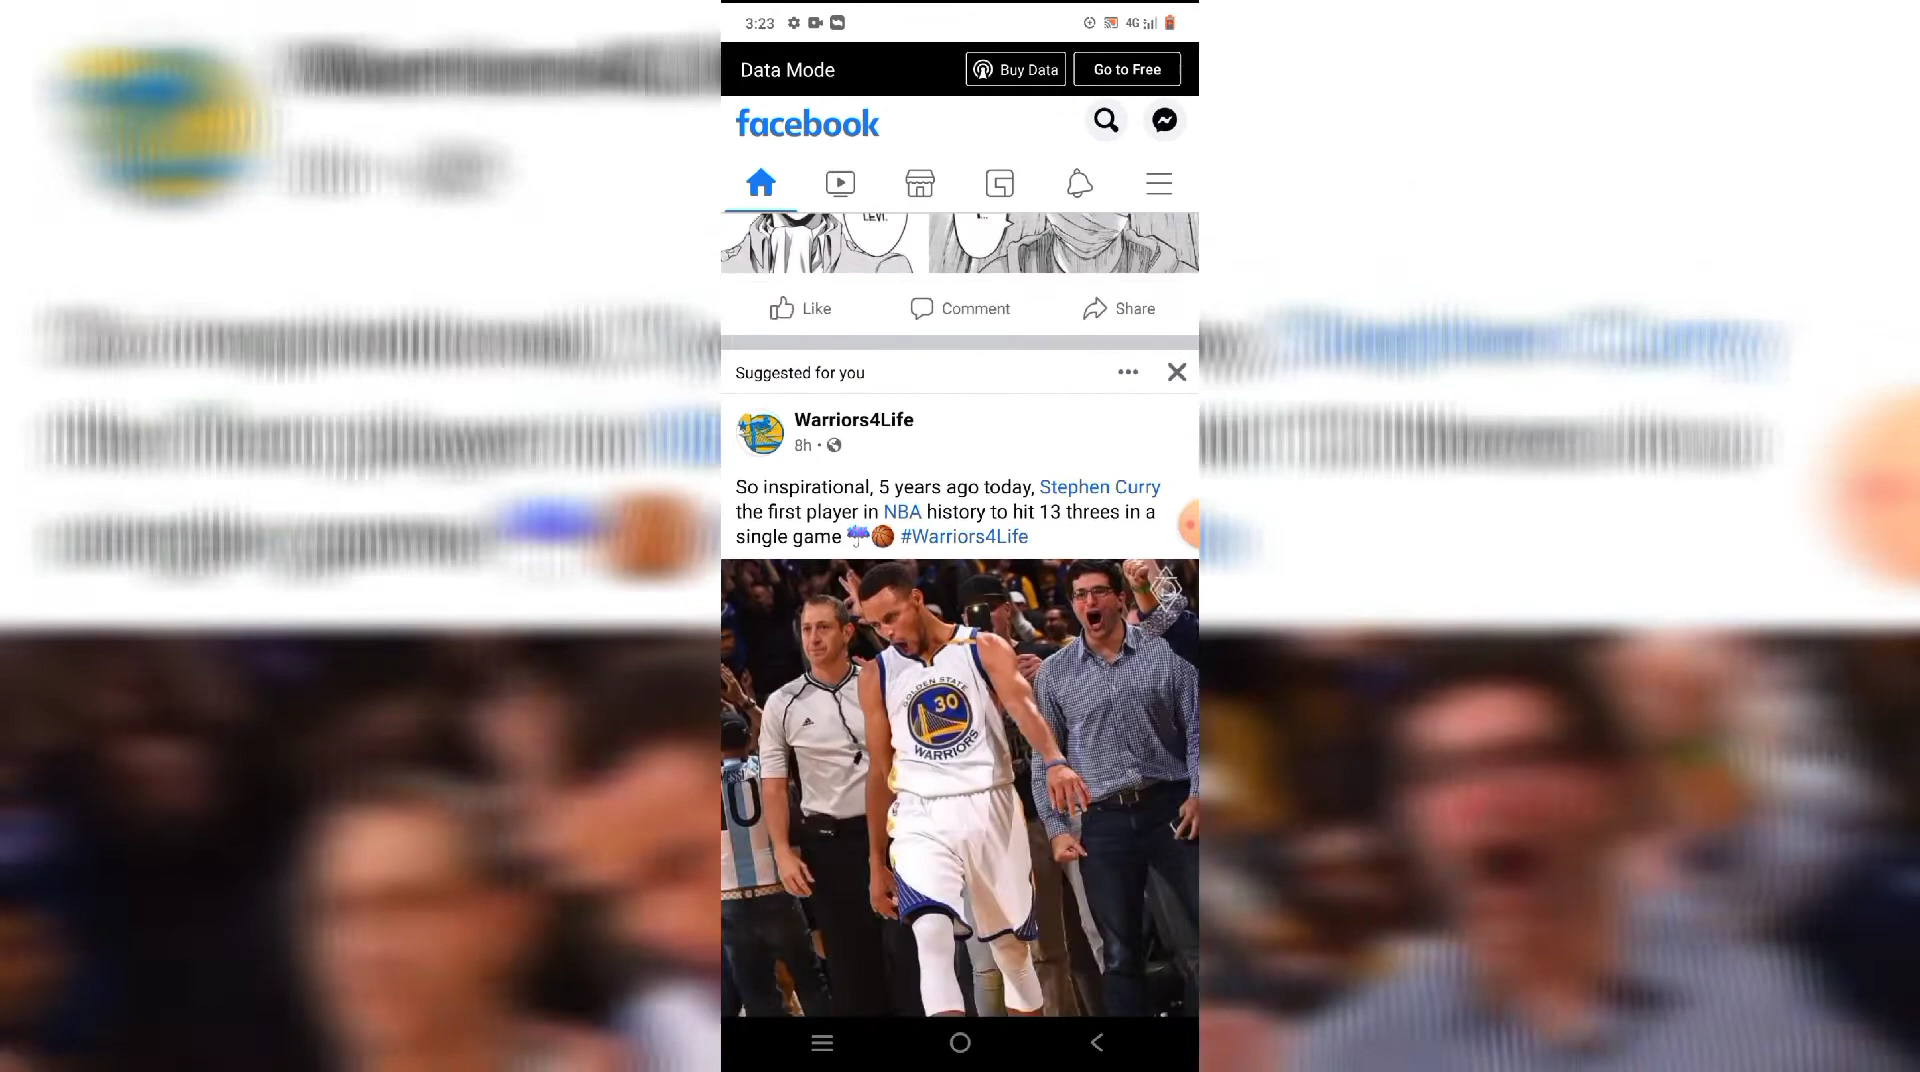 3:23
4G
Data Mode
Buy Data
Go to Free
facebook
LEVI.
Like
Comment
Share
Suggested for you
Warriors4Life
8h
So inspirational, 5 years ago today, Stephen Curry
the first player in NBA history to hit 13 threes in a
single game ☔🏀 #Warriors4Life
GOLDEN STATE
30
WARRIORS
10